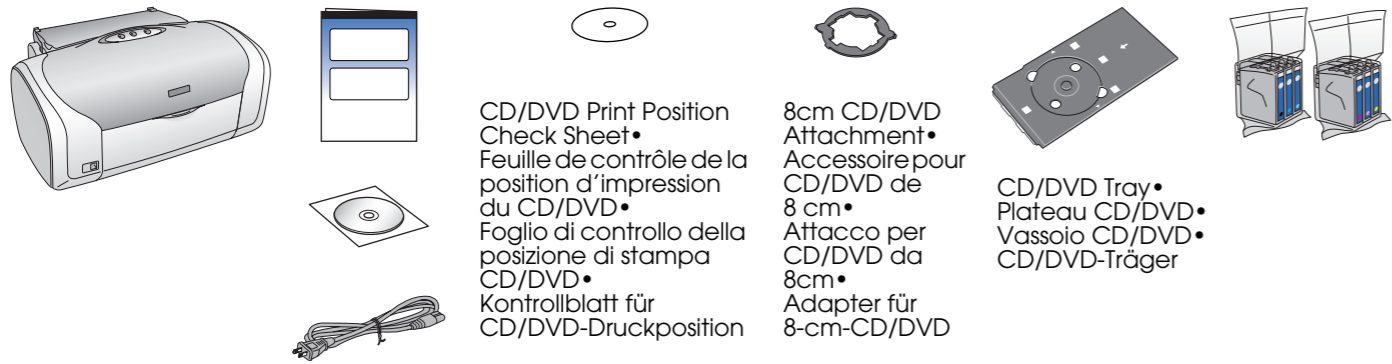 CD/DVD Print Position
Check Sheet•
Feuille de contrôle de la
position d’impression
du CD/DVD•
Foglio di controllo della
posizione di stampa
CD/DVD•
Kontrollblatt für
CD/DVD-Druckposition
8cm CD/DVD
Attachment•
Accessoire pour
CD/DVD de
8 cm•
Attacco per
CD/DVD da
8cm•
Adapter für
8-cm-CD/DVD
CD/DVD Tray•
Plateau CD/DVD•
Vassoio CD/DVD•
CD/DVD-Träger